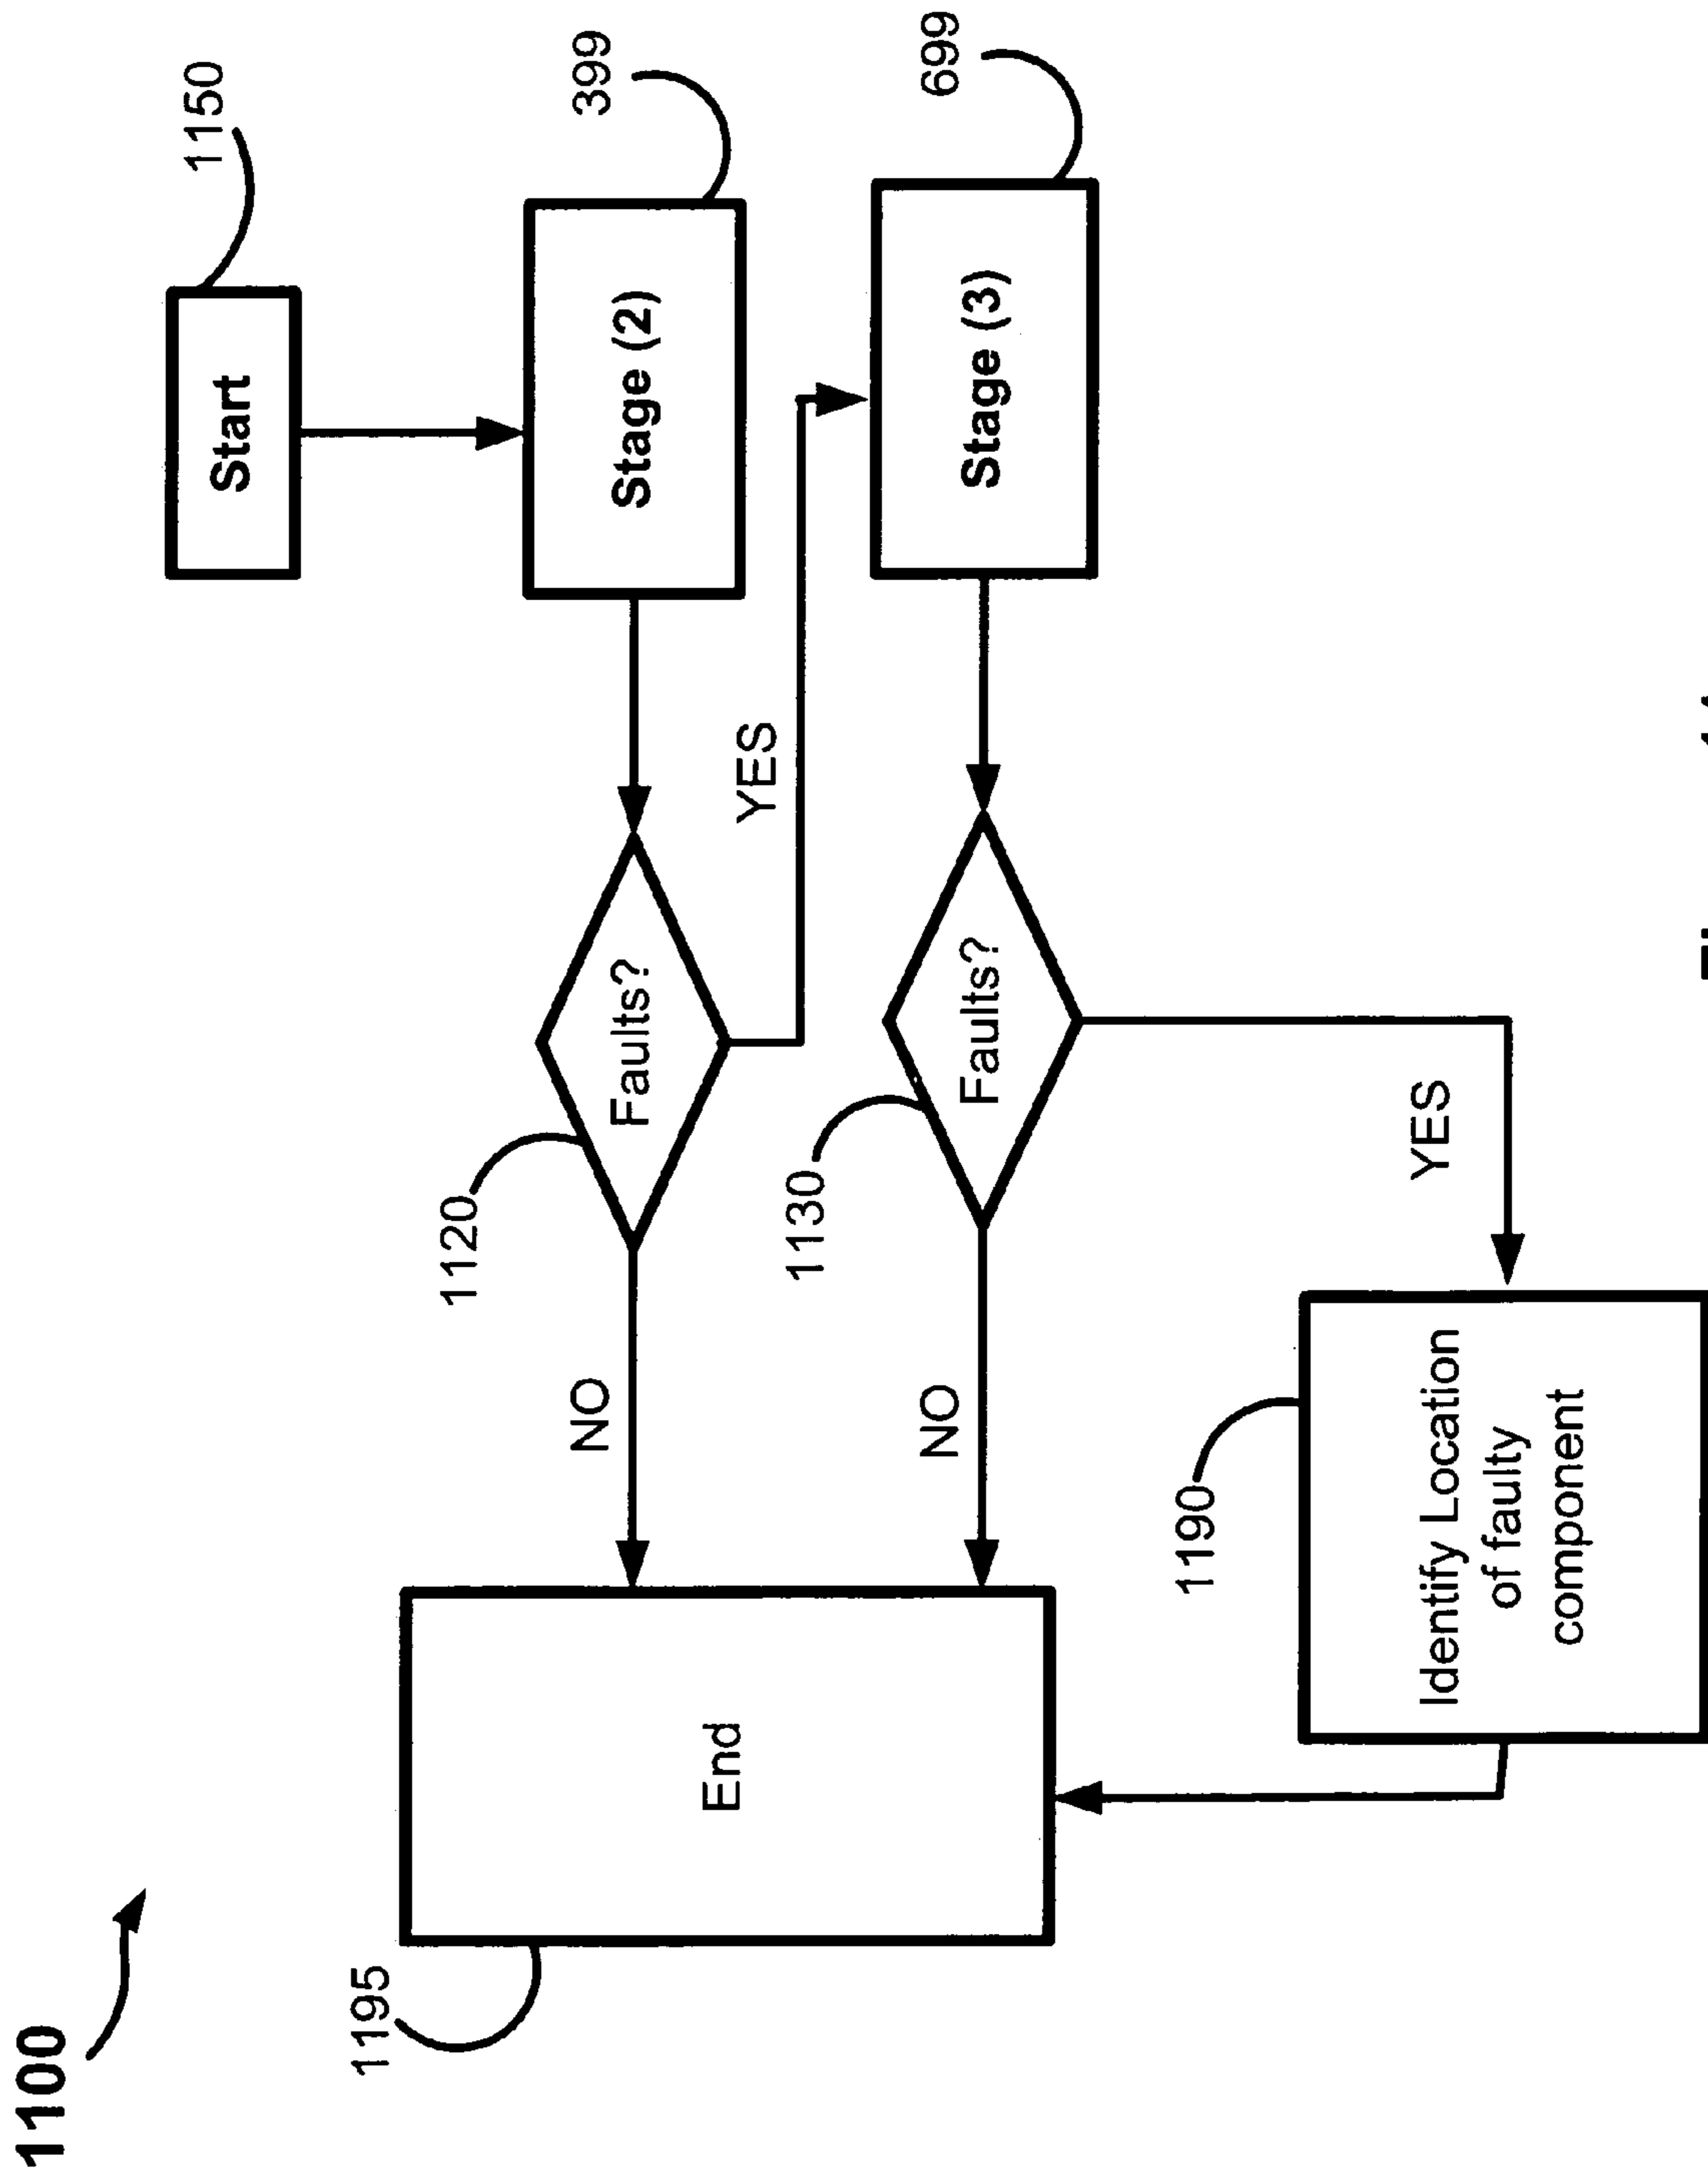 1100
1150
Start
1195
1120
NO
399
Faults?
Stage (2)
End
YES
1130
NO
699
Faults?
Stage (3)
1190
YES
Identify Location
of faulty
component